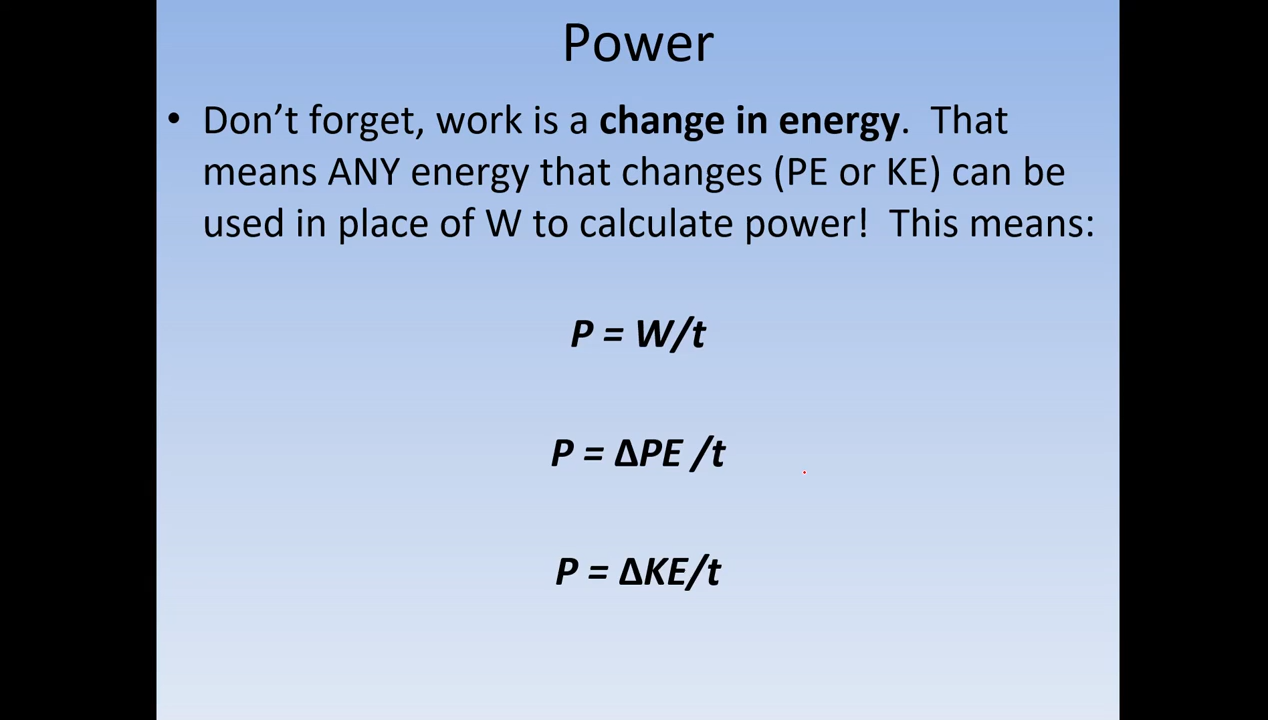 Power
• Don’t forget, work is a change in energy.  That
means ANY energy that changes (PE or KE) can be
used in place of W to calculate power!  This means:
P = W/t
P = ΔPE /t
P = ΔKE/t